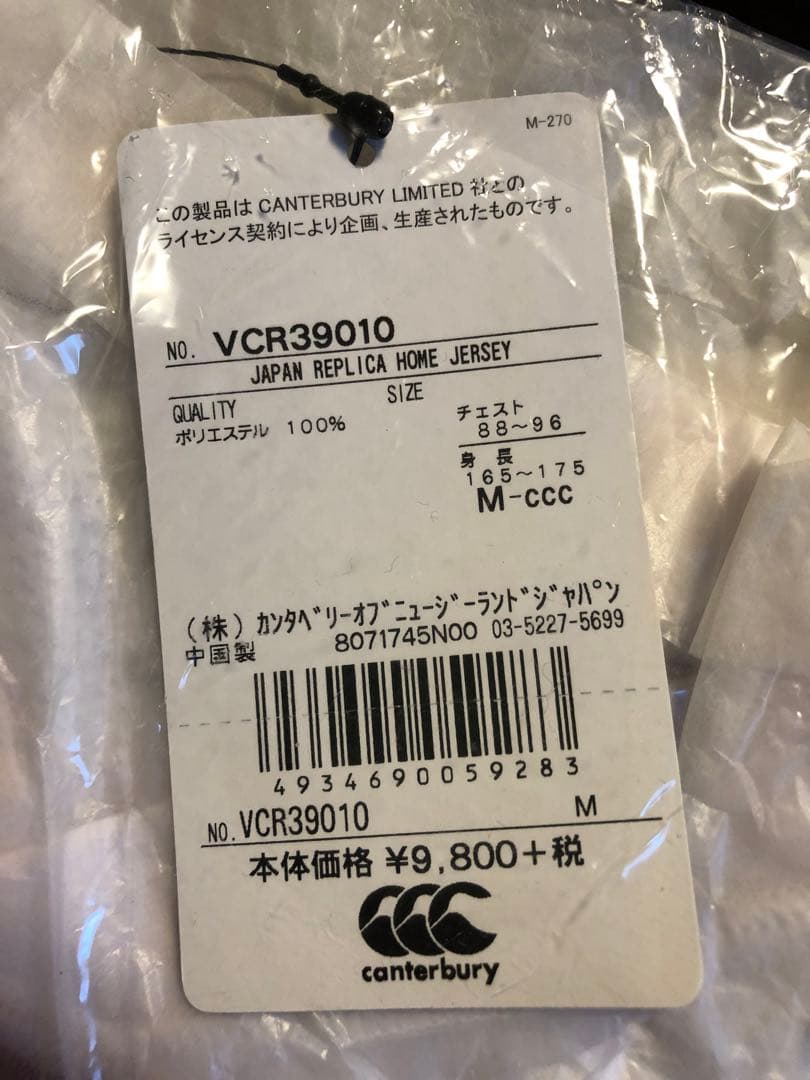 M-270
この製品は CANTERBURY LIMITED 社との
ライセンス契約により企画、生産されたものです。
NO. VCR39010
JAPAN REPLICA HOME JERSEY
QUALITY SIZE
ポリエステル 100%
チェスト
88～96
身 長
165～175
M-CCC
(株) ｶﾝﾀﾍﾞﾘｰｵﾌﾞﾆｭｰｼﾞｰﾗﾝﾄﾞｼﾞｬﾊﾟﾝ
中国製 8071745N00 03-5227-5699
4934690059283
NO. VCR39010 M
本体価格 ¥9,800+税
canterbury